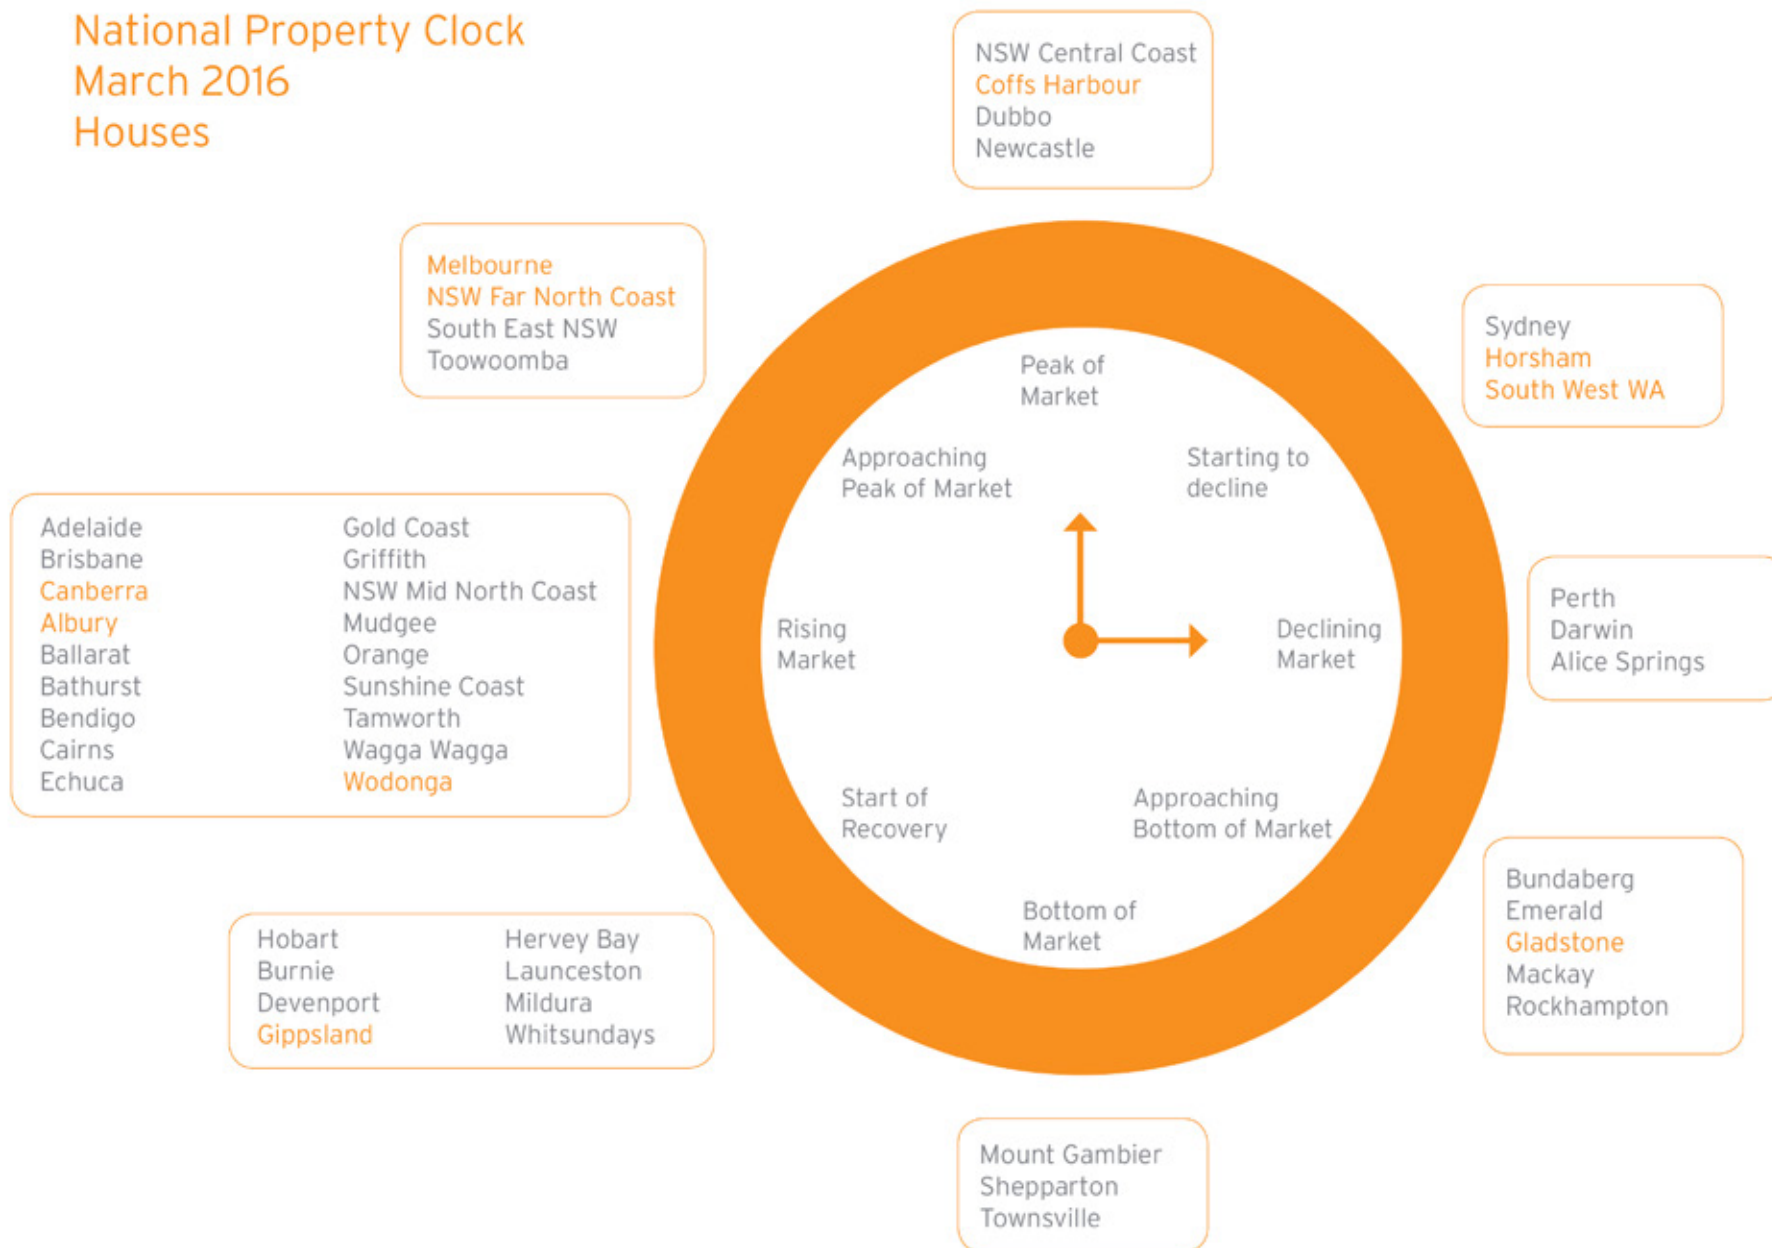 National Property Clock
March 2016
Houses
NSW Central Coast
Coffs Harbour
Dubbo
Newcastle
Melbourne
NSW Far North Coast
South East NSW
Toowoomba
Sydney
Horsham
South West WA
Peak of
Market
Approaching
Peak of Market
Starting to
decline
Adelaide
Brisbane
Canberra
Albury
Ballarat
Bathurst
Bendigo
Cairns
Echuca
Gold Coast
Griffith
NSW Mid North Coast
Mudgee
Orange
Sunshine Coast
Tamworth
Wagga Wagga
Wodonga
Rising
Market
Declining
Market
Perth
Darwin
Alice Springs
Start of
Recovery
Approaching
Bottom of Market
Bottom of
Market
Bundaberg
Emerald
Gladstone
Mackay
Rockhampton
Hobart
Burnie
Devenport
Gippsland
Hervey Bay
Launceston
Mildura
Whitsundays
Mount Gambier
Shepparton
Townsville